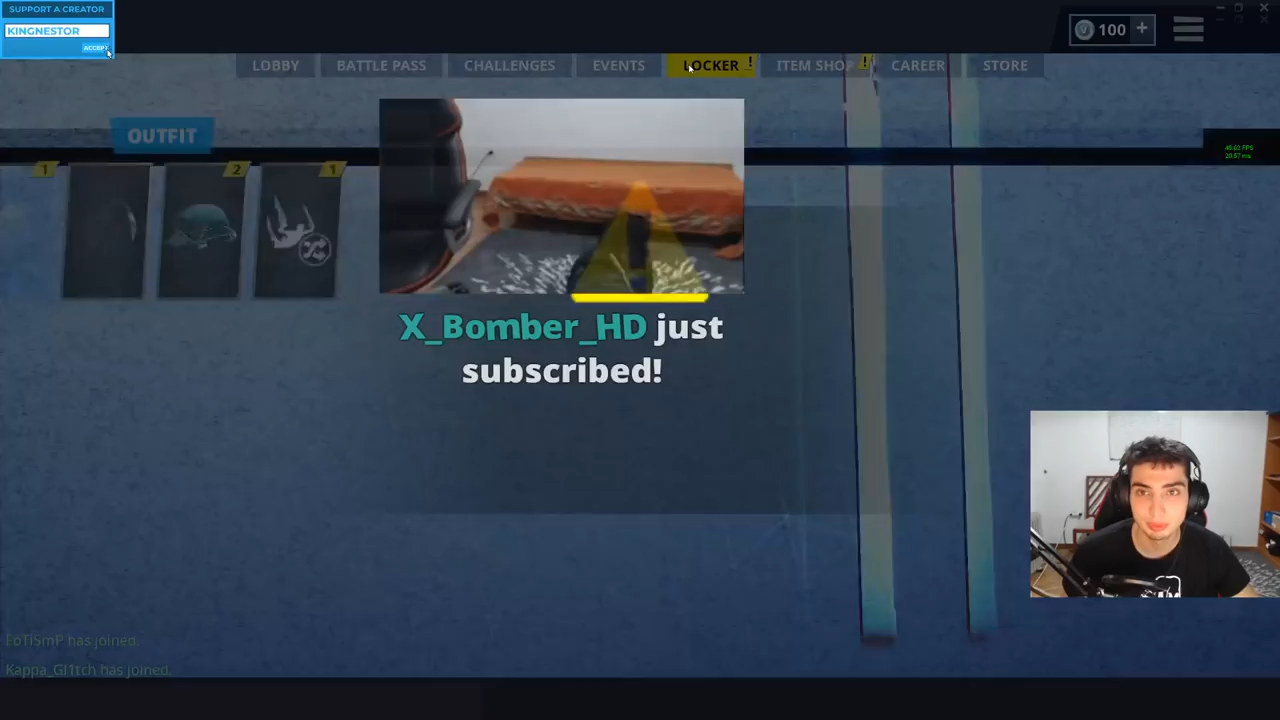 SUPPORT A CREATOR
KINGNESTOR
ACCEPT
100 +
LOBBY BATTLE PASS CHALLENGES EVENTS LOCKER ! ITEM SHOP ! CAREER STORE
OUTFIT
1 2 1
X_Bomber_HD just
subscribed!
EoTiSmP has joined.
Kappa_Gl1tch has joined.